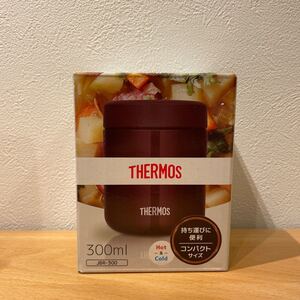 THERMOS
THERMOS
300ml
JBR-300
Hot
&
Cold
持ち運びに
便利
コンパクト
サイズ